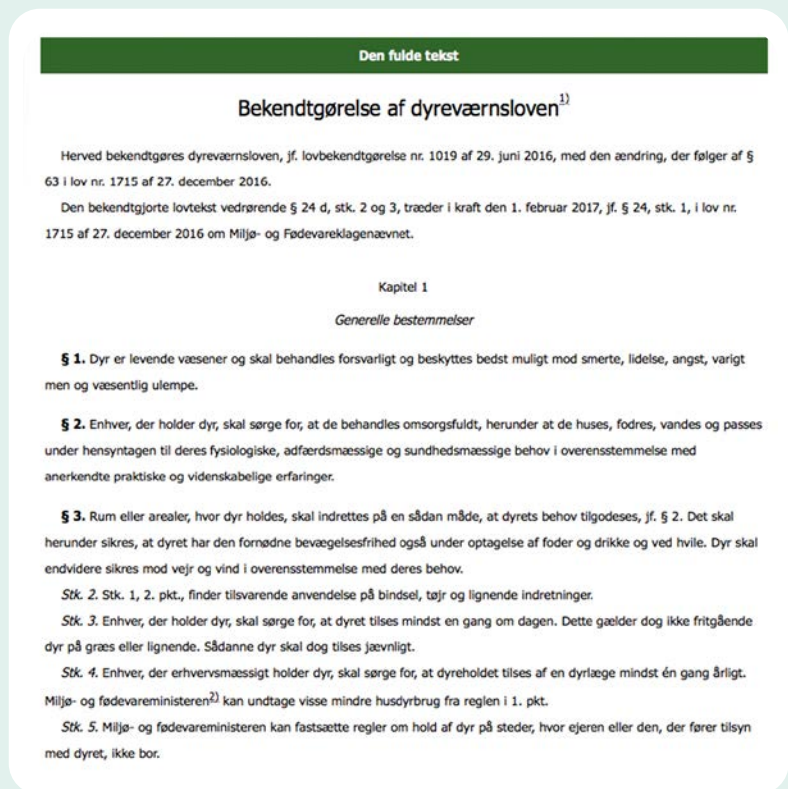 Den fulde tekst
Bekendtgørelse af dyreværnsloven1)
Herved bekendtgøres dyreværnsloven, jf. lovbekendtgørelse nr. 1019 af 29. juni 2016, med den ændring, der følger af §
63 i lov nr. 1715 af 27. december 2016.
Den bekendtgjorte lovtekst vedrørende § 24 d, stk. 2 og 3, træder i kraft den 1. februar 2017, jf. § 24, stk. 1, i lov nr.
1715 af 27. december 2016 om Miljø- og Fødevareklagenævnet.
Kapitel 1
Generelle bestemmelser
§ 1. Dyr er levende væsener og skal behandles forsvarligt og beskyttes bedst muligt mod smerte, lidelse, angst, varigt
men og væsentlig ulempe.
§ 2. Enhver, der holder dyr, skal sørge for, at de behandles omsorgsfuldt, herunder at de huses, fodres, vandes og passes
under hensyntagen til deres fysiologiske, adfærdsmæssige og sundhedsmæssige behov i overensstemmelse med
anerkendte praktiske og videnskabelige erfaringer.
§ 3. Rum eller arealer, hvor dyr holdes, skal indrettes på en sådan måde, at dyrets behov tilgodeses, jf. § 2. Det skal
herunder sikres, at dyret har den fornødne bevægelsesfrihed også under optagelse af foder og drikke og ved hvile. Dyr skal
endvidere sikres mod vejr og vind i overensstemmelse med deres behov.
Stk. 2. Stk. 1, 2. pkt., finder tilsvarende anvendelse på bindsel, tøjr og lignende indretninger.
Stk. 3. Enhver, der holder dyr, skal sørge for, at dyret tilses mindst en gang om dagen. Dette gælder dog ikke fritgående
dyr på græs eller lignende. Sådanne dyr skal dog tilses jævnligt.
Stk. 4. Enhver, der erhvervsmæssigt holder dyr, skal sørge for, at dyreholdet tilses af en dyrlæge mindst én gang årligt.
Miljø- og fødevareministeren2) kan undtage visse mindre husdyrbrug fra reglen i 1. pkt.
Stk. 5. Miljø- og fødevareministeren kan fastsætte regler om hold af dyr på steder, hvor ejeren eller den, der fører tilsyn
med dyret, ikke bor.